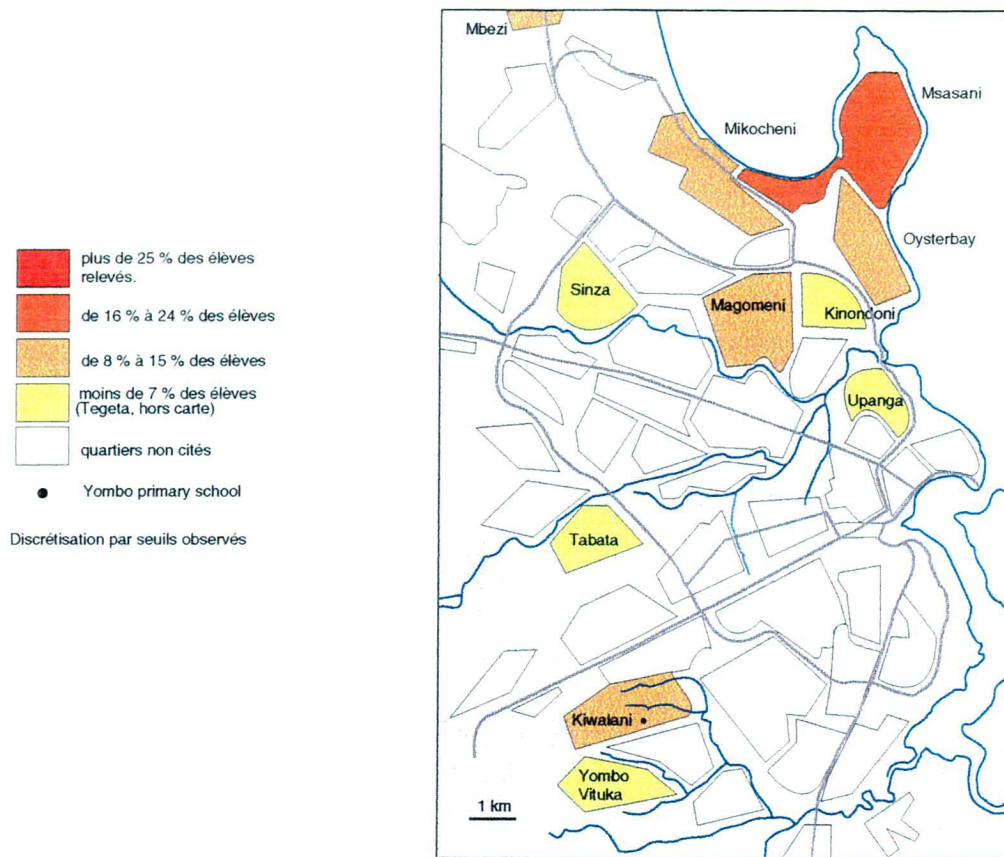 plus de 25 % des élèves
relevés.
de 16 % à 24 % des élèves
de 8 % à 15 % des élèves
moins de 7 % des élèves
(Tegeta, hors carte)
quartiers non cités
Yombo primary school
Discrétisation par seuils observés
Mbezi
Msasani
Mikocheni
Oysterbay
Sinza
Magomeni
Kinondoni
Upanga
Tabata
Kiwalani
Yombo
Vituka
1 km